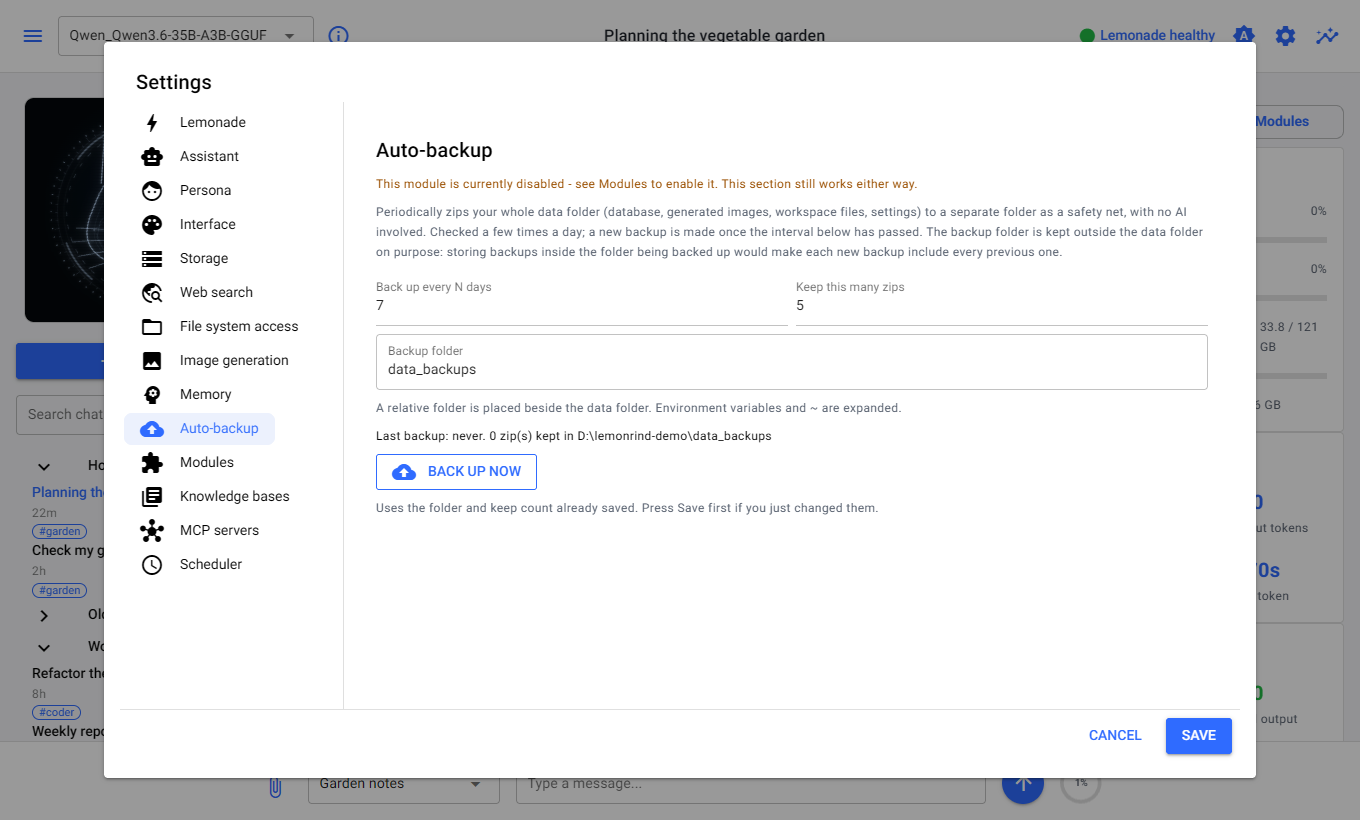 Qwen_Qwen3.6-35B-A3B-GGUF
Planning the vegetable garden
Lemonade healthy
Settings
Lemonade
Assistant
Persona
Interface
Storage
Web search
File system access
Image generation
Memory
Auto-backup
Modules
Knowledge bases
MCP servers
Scheduler
Auto-backup
This module is currently disabled - see Modules to enable it. This section still works either way.
Periodically zips your whole data folder (database, generated images, workspace files, settings) to a separate folder as a safety net, with no AI
involved. Checked a few times a day; a new backup is made once the interval below has passed. The backup folder is kept outside the data folder
on purpose: storing backups inside the folder being backed up would make each new backup include every previous one.
Back up every N days
7
Keep this many zips
5
Backup folder
data_backups
A relative folder is placed beside the data folder. Environment variables and ~ are expanded.
Last backup: never. 0 zip(s) kept in D:\lemonrind-demo\data_backups
BACK UP NOW
Uses the folder and keep count already saved. Press Save first if you just changed them.
CANCEL
SAVE
Search chat
Planning the
22m
#garden
Check my g
2h
#garden
Refactor the
8h
#coder
Weekly repo
Modules
0%
0%
33.8 / 121
GB
GB
tokens
0s
token
output
Garden notes
Type a message...
1%